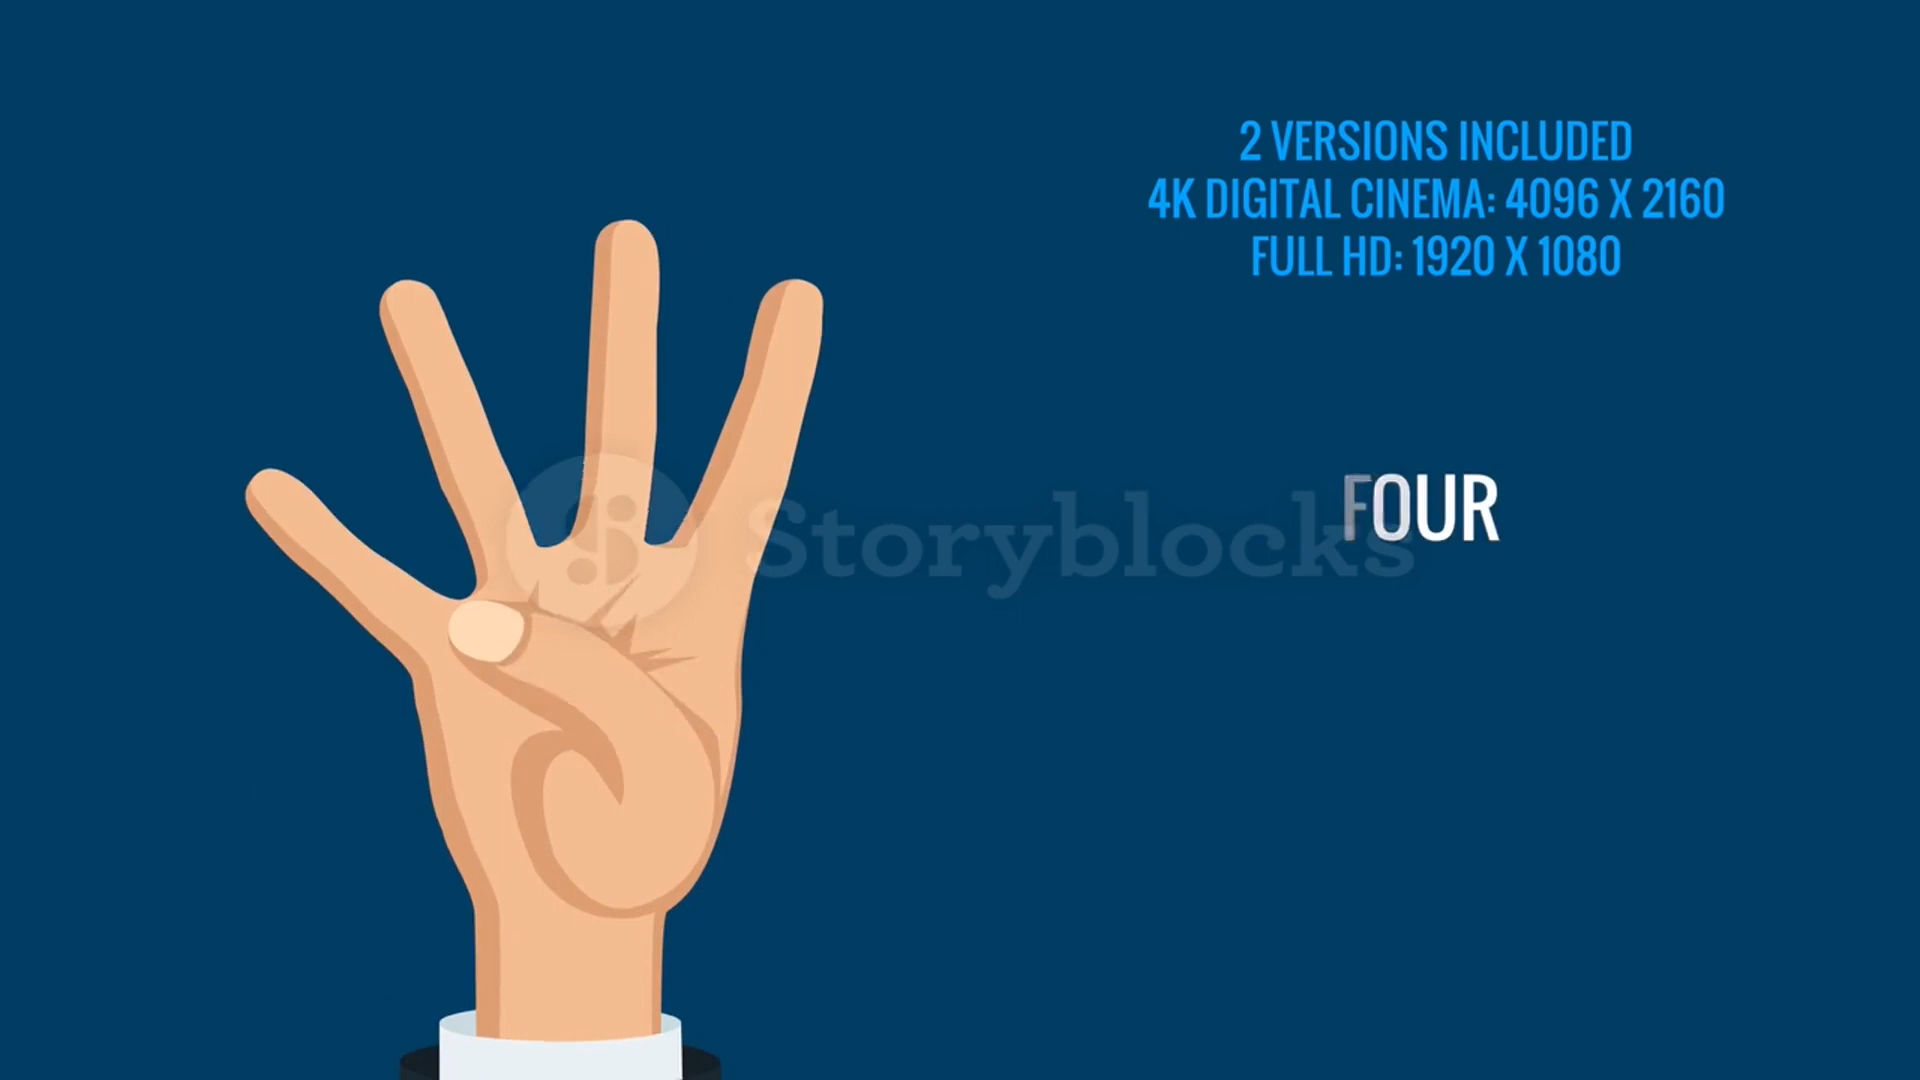 2 VERSIONS INCLUDED
4K DIGITAL CINEMA: 4096 X 2160
FULL HD: 1920 X 1080
FOUR
Storyblocks